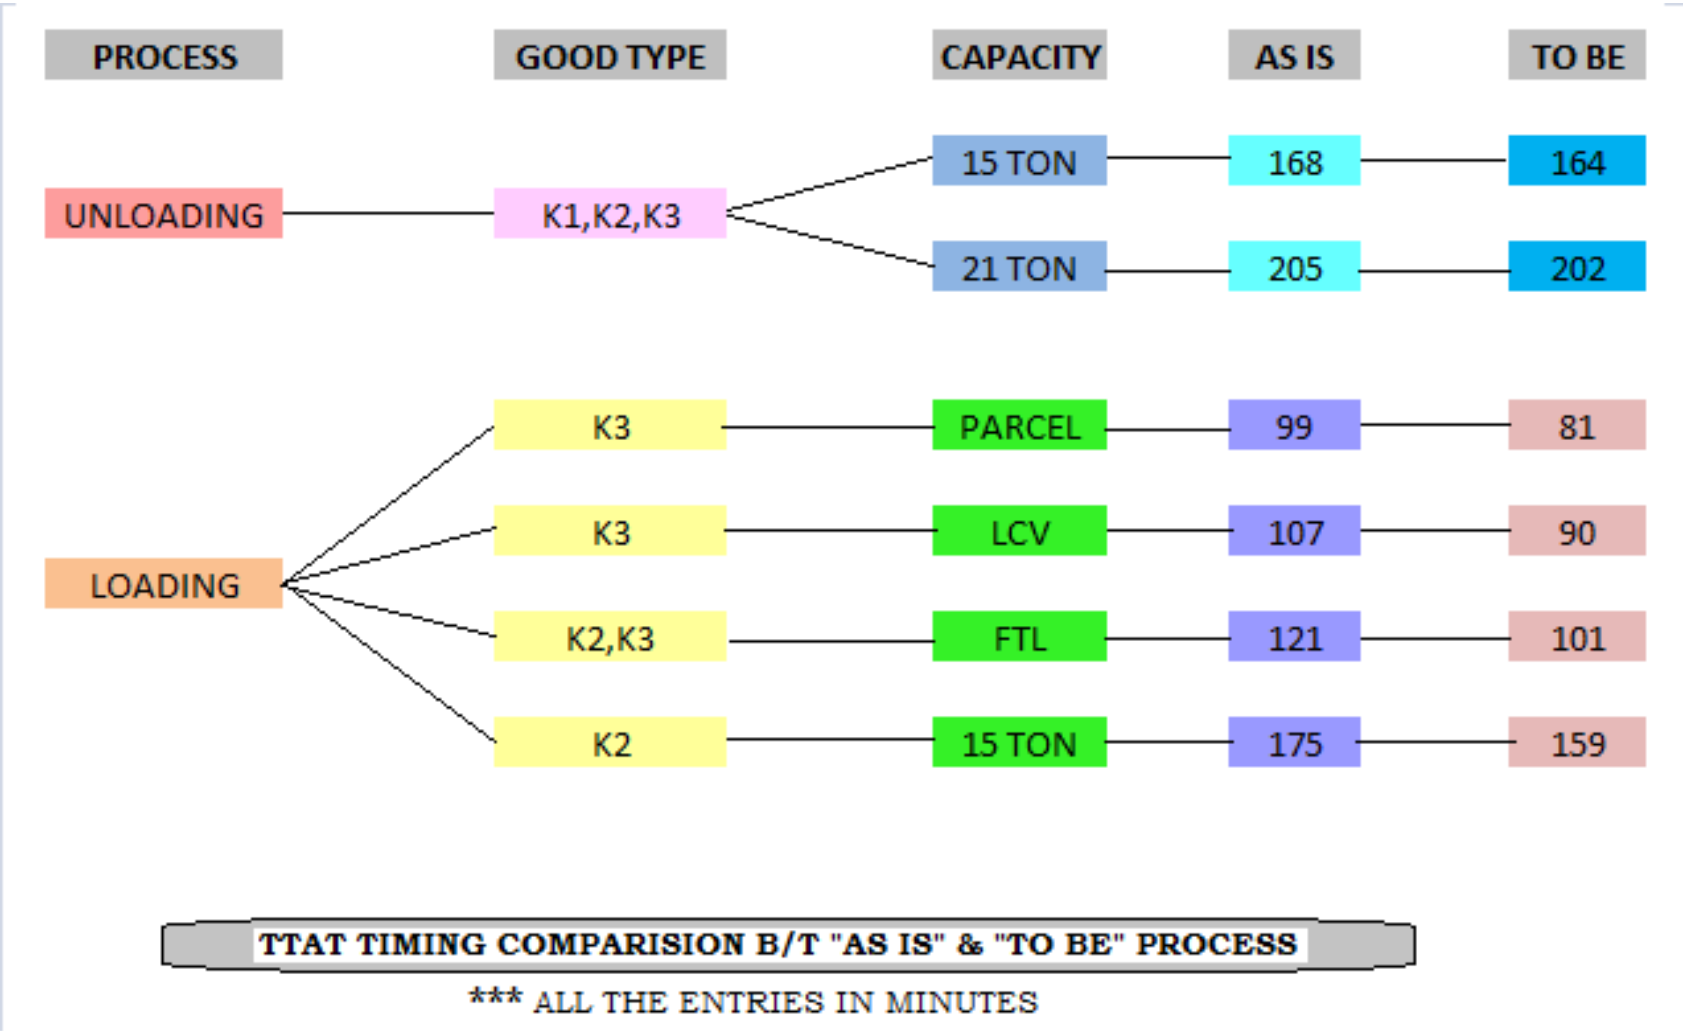 PROCESS GOOD TYPE CAPACITY AS IS TO BE
15 TON 168 164
UNLOADING K1,K2,K3
21 TON 205 202
K3 PARCEL 99 81
K3 LCV 107 90
LOADING
K2,K3 FTL 121 101
K2 15 TON 175 159
TTAT TIMING COMPARISION B/T "AS IS" & "TO BE" PROCESS
*** ALL THE ENTRIES IN MINUTES